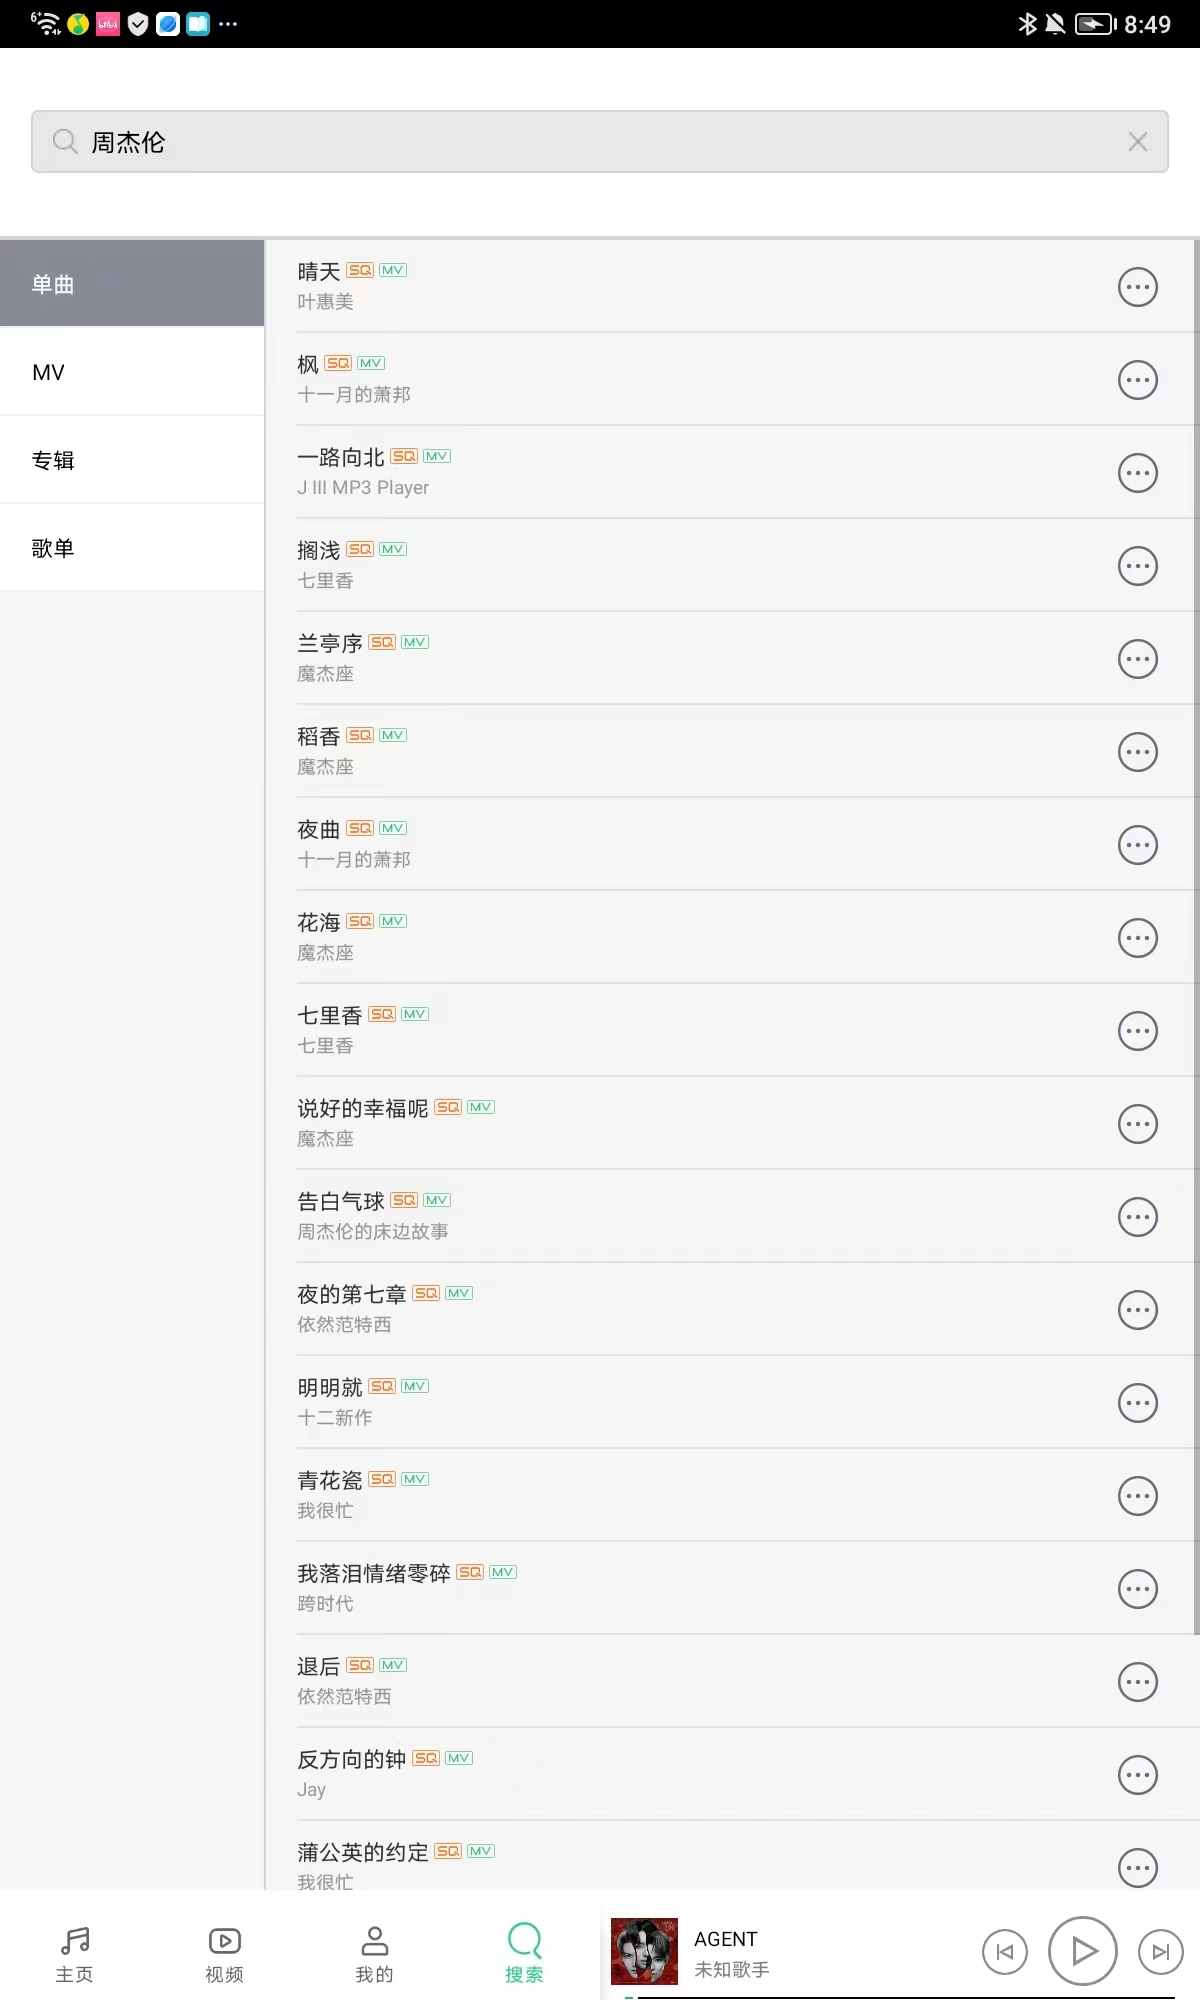 8:49
周杰伦
单曲
MV
专辑
歌单
晴天 SQ MV
叶惠美
枫 SQ MV
十一月的萧邦
一路向北 SQ MV
J III MP3 Player
搁浅 SQ MV
七里香
兰亭序 SQ MV
魔杰座
稻香 SQ MV
魔杰座
夜曲 SQ MV
十一月的萧邦
花海 SQ MV
魔杰座
七里香 SQ MV
七里香
说好的幸福呢 SQ MV
魔杰座
告白气球 SQ MV
周杰伦的床边故事
夜的第七章 SQ MV
依然范特西
明明就 SQ MV
十二新作
青花瓷 SQ MV
我很忙
我落泪情绪零碎 SQ MV
跨时代
退后 SQ MV
依然范特西
反方向的钟 SQ MV
Jay
蒲公英的约定 SQ MV
我很忙
主页
视频
我的
搜索
AGENT
未知歌手